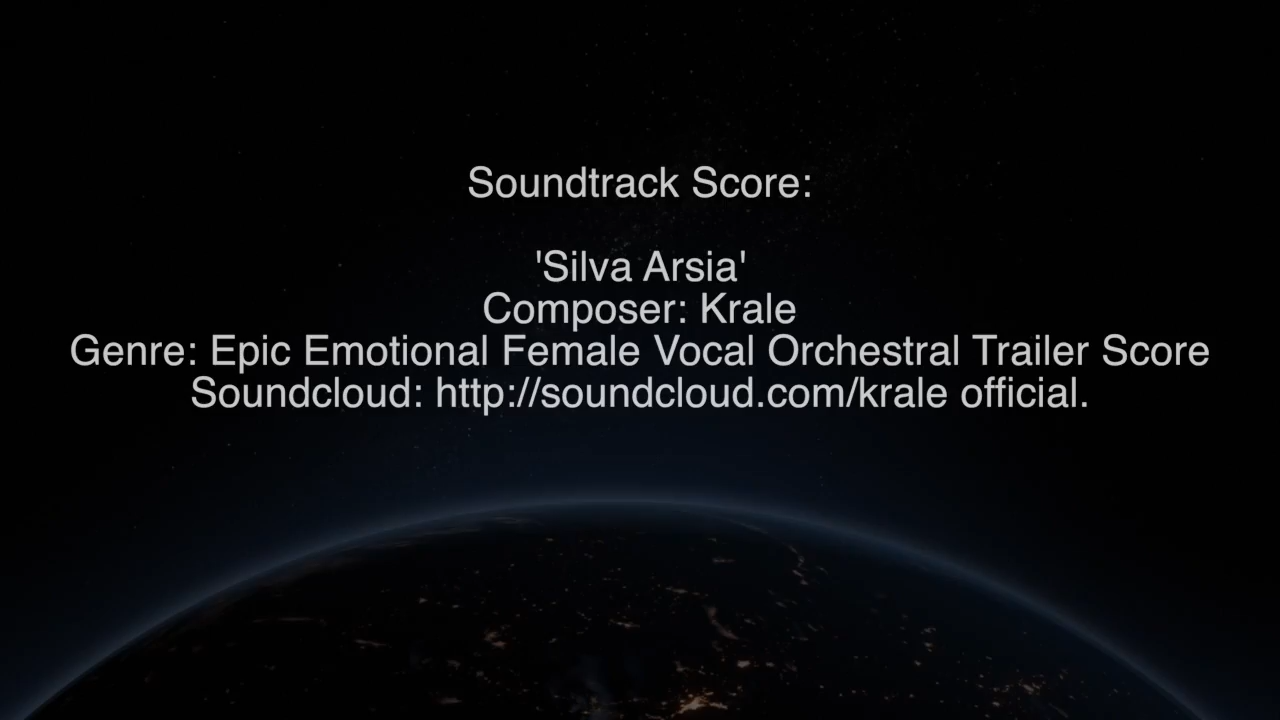 Soundtrack Score:
'Silva Arsia'
Composer: Krale
Genre: Epic Emotional Female Vocal Orchestral Trailer Score
Soundcloud: http://soundcloud.com/krale official.